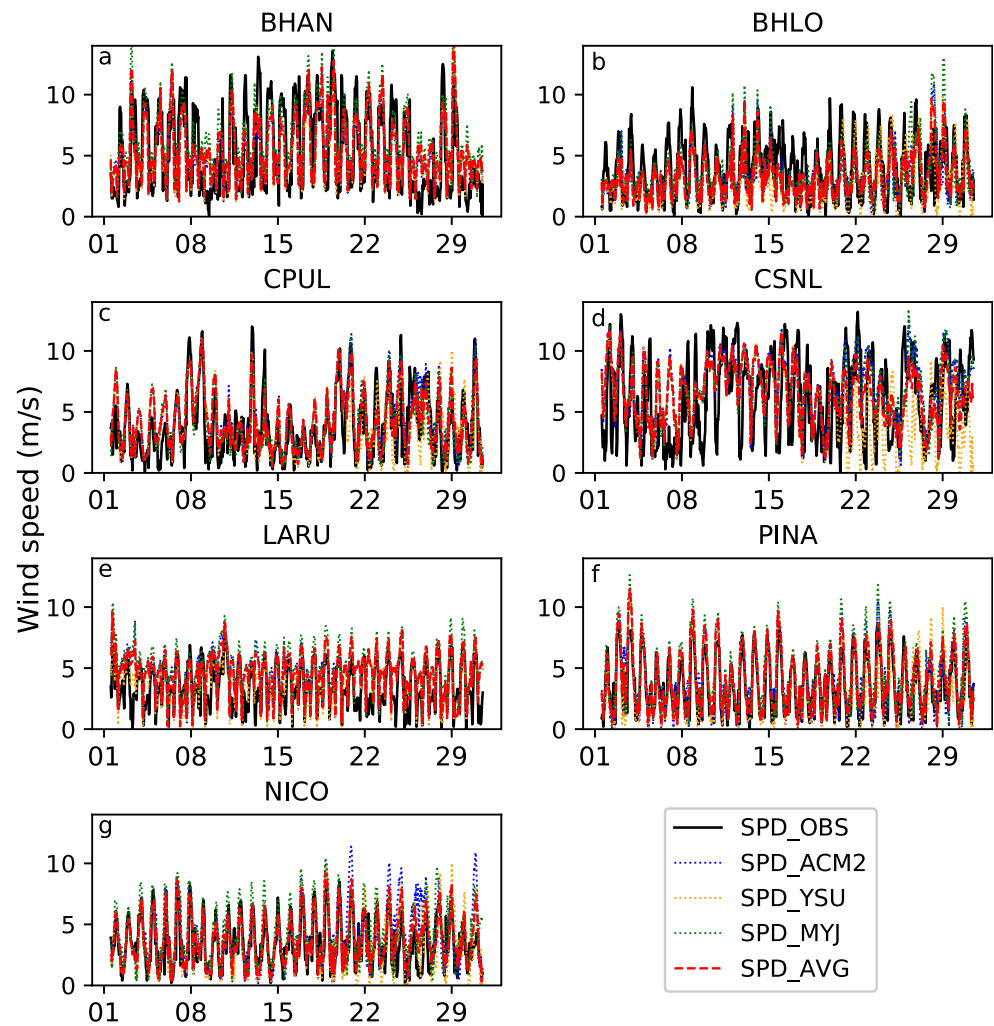 BHAN
BHLO
a
b
10
5
0
01 08 15 22 29
10
5
0
01 08 15 22 29
CPUL
CSNL
c
d
10
5
0
01 08 15 22 29
10
5
0
01 08 15 22 29
Wind speed (m/s)
LARU
PINA
e
f
10
5
0
01 08 15 22 29
10
5
0
01 08 15 22 29
NICO
g
10
5
0
01 08 15 22 29
SPD_OBS
SPD_ACM2
SPD_YSU
SPD_MYJ
SPD_AVG